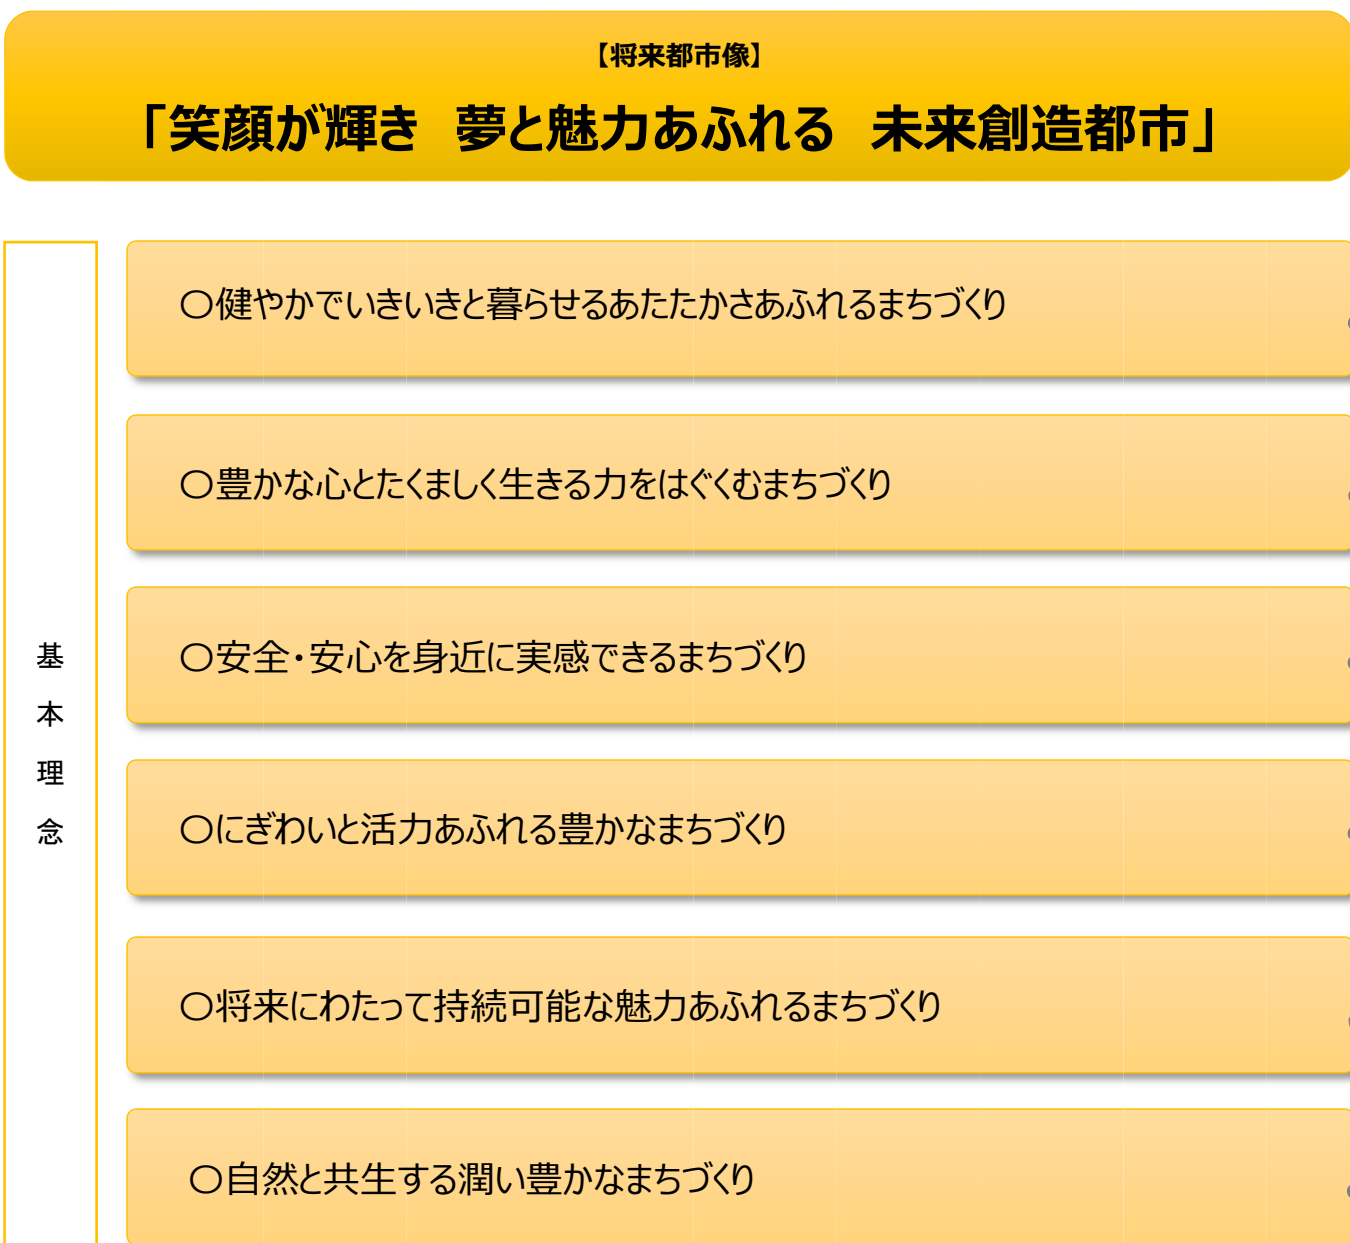 【将来都市像】
「笑顔が輝き　夢と魅力あふれる　未来創造都市」
基
本
理
念
〇健やかでいきいきと暮らせるあたたかさあふれるまちづくり
〇豊かな心とたくましく生きる力をはぐくむまちづくり
〇安全・安心を身近に実感できるまちづくり
〇にぎわいと活力あふれる豊かなまちづくり
〇将来にわたって持続可能な魅力あふれるまちづくり
〇自然と共生する潤い豊かなまちづくり